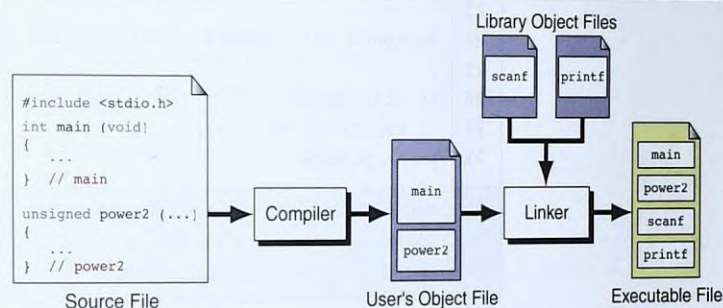 Library Object Files
scanf
printf
#include <stdio.h>
int main (void)
{
...
} // main
unsigned power2 (...)
{
...
} // power2
Source File
Compiler
main
power2
User's Object File
Linker
main
power2
scanf
printf
Executable File